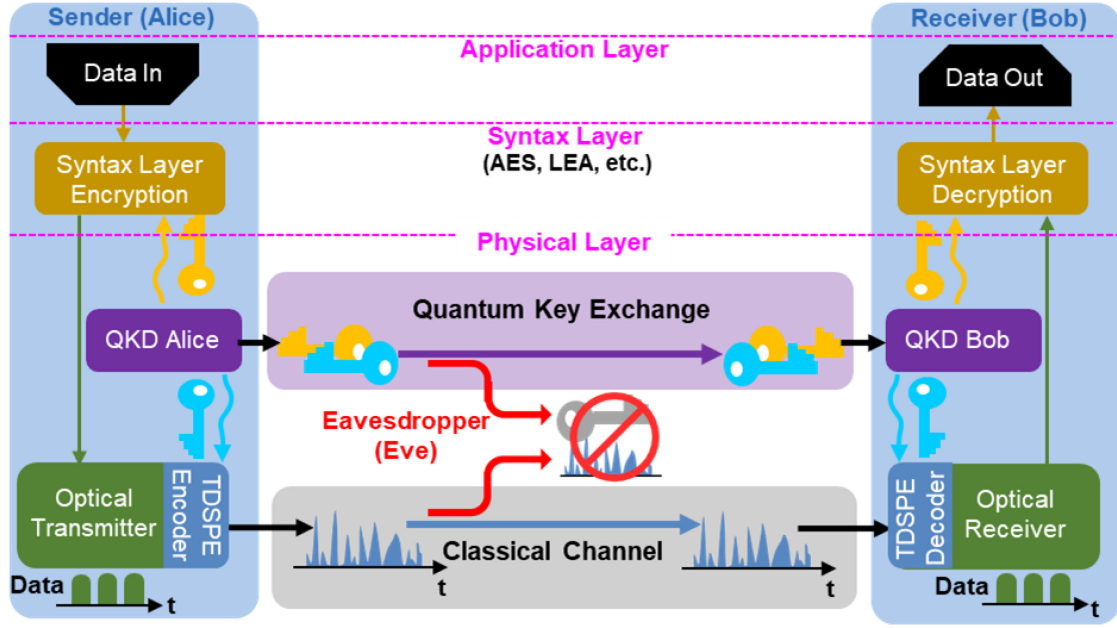 Sender (Alice)
Receiver (Bob)
Application Layer
Data In
Data Out
Syntax Layer
(AES, LEA, etc.)
Syntax Layer
Encryption
Syntax Layer
Decryption
Physical Layer
Quantum Key Exchange
QKD Alice
QKD Bob
Eavesdropper
(Eve)
Optical
Transmitter
TDSPE
Encoder
TDSPE
Decoder
Optical
Receiver
Classical Channel
t
t
Data
t
Data
t